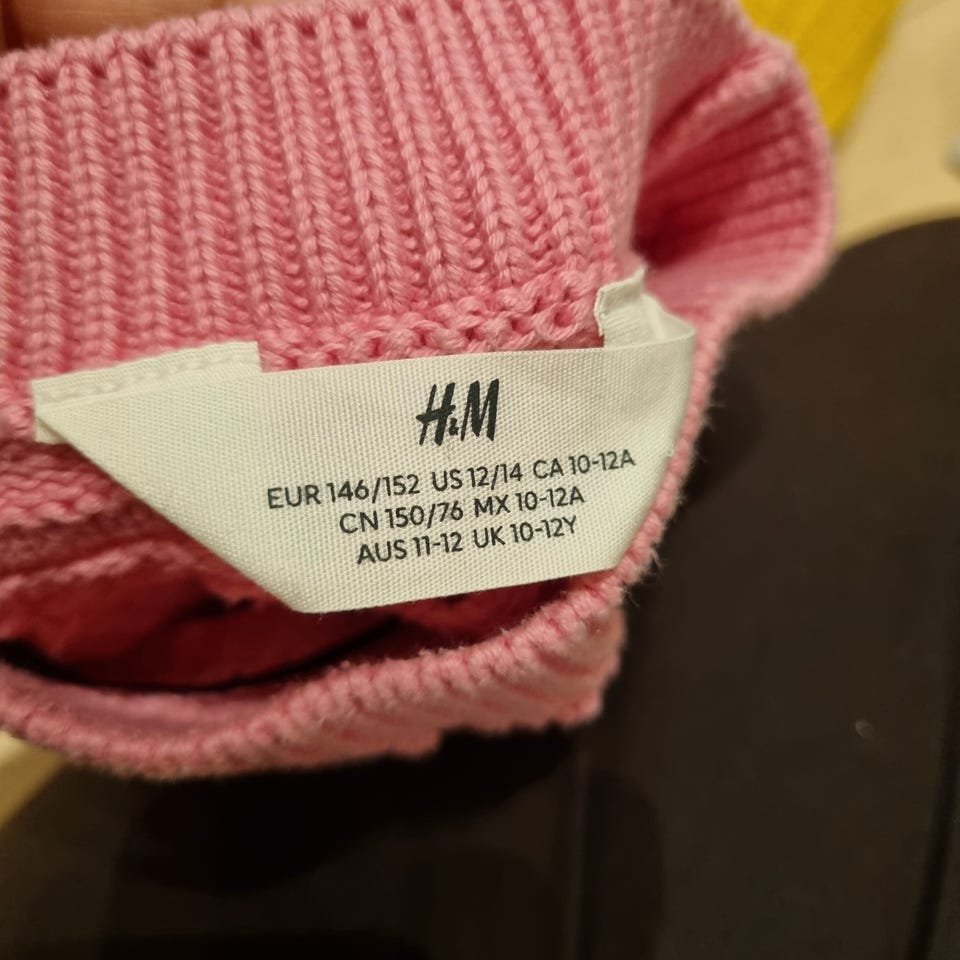 H&M
EUR 146/152 US 12/14 CA 10-12A
CN 150/76 MX 10-12A
AUS 11-12 UK 10-12Y